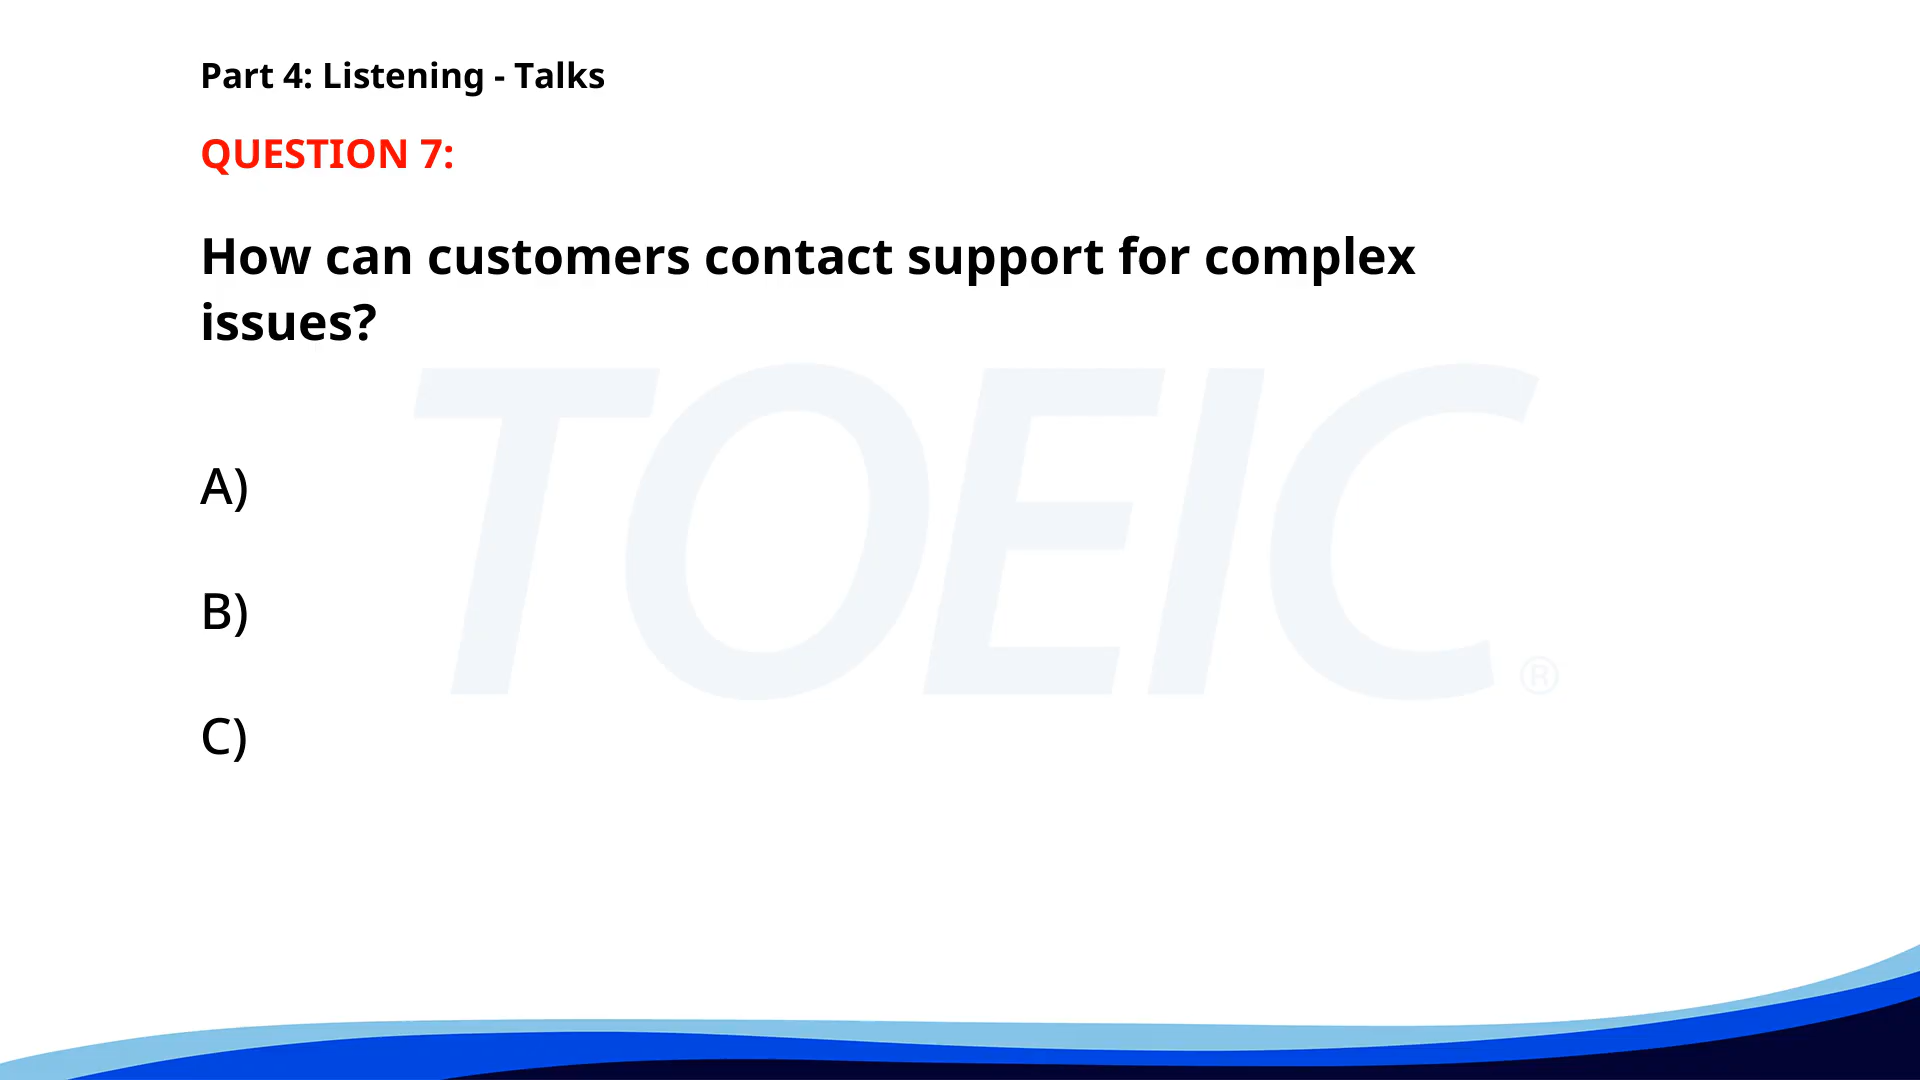 Part 4: Listening - Talks
QUESTION 7:
How can customers contact support for complex
issues?
TOEIC®
A)
B)
C)